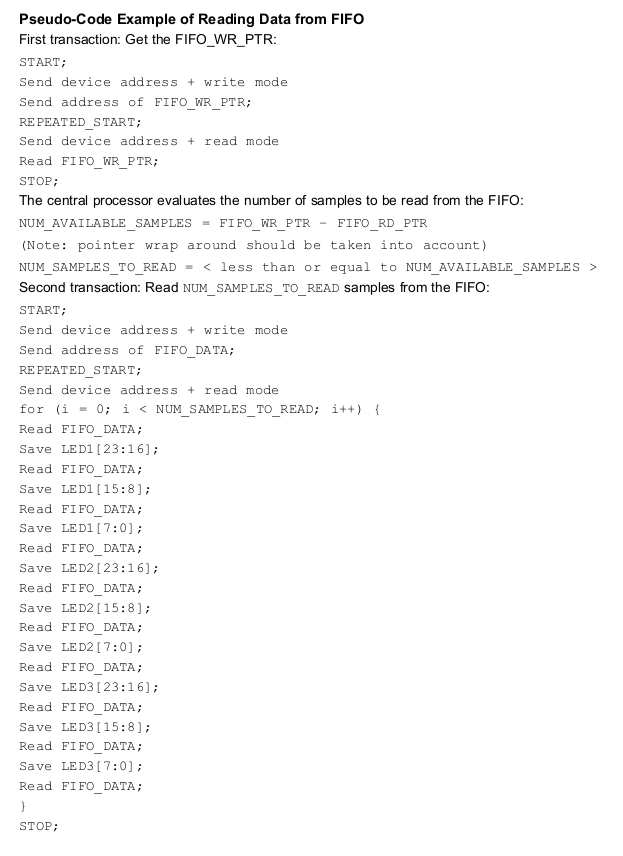 Pseudo-Code Example of Reading Data from FIFO
First transaction: Get the FIFO_WR_PTR:
START;
Send device address + write mode
Send address of FIFO_WR_PTR;
REPEATED_START;
Send device address + read mode
Read FIFO_WR_PTR;
STOP;
The central processor evaluates the number of samples to be read from the FIFO:
NUM_AVAILABLE_SAMPLES = FIFO_WR_PTR – FIFO_RD_PTR
(Note: pointer wrap around should be taken into account)
NUM_SAMPLES_TO_READ = < less than or equal to NUM_AVAILABLE_SAMPLES >
Second transaction: Read NUM_SAMPLES_TO_READ samples from the FIFO:
START;
Send device address + write mode
Send address of FIFO_DATA;
REPEATED_START;
Send device address + read mode
for (i = 0; i < NUM_SAMPLES_TO_READ; i++) {
Read FIFO_DATA;
Save LED1[23:16];
Read FIFO_DATA;
Save LED1[15:8];
Read FIFO_DATA;
Save LED1[7:0];
Read FIFO_DATA;
Save LED2[23:16];
Read FIFO_DATA;
Save LED2[15:8];
Read FIFO_DATA;
Save LED2[7:0];
Read FIFO_DATA;
Save LED3[23:16];
Read FIFO_DATA;
Save LED3[15:8];
Read FIFO_DATA;
Save LED3[7:0];
Read FIFO_DATA;
}
STOP;